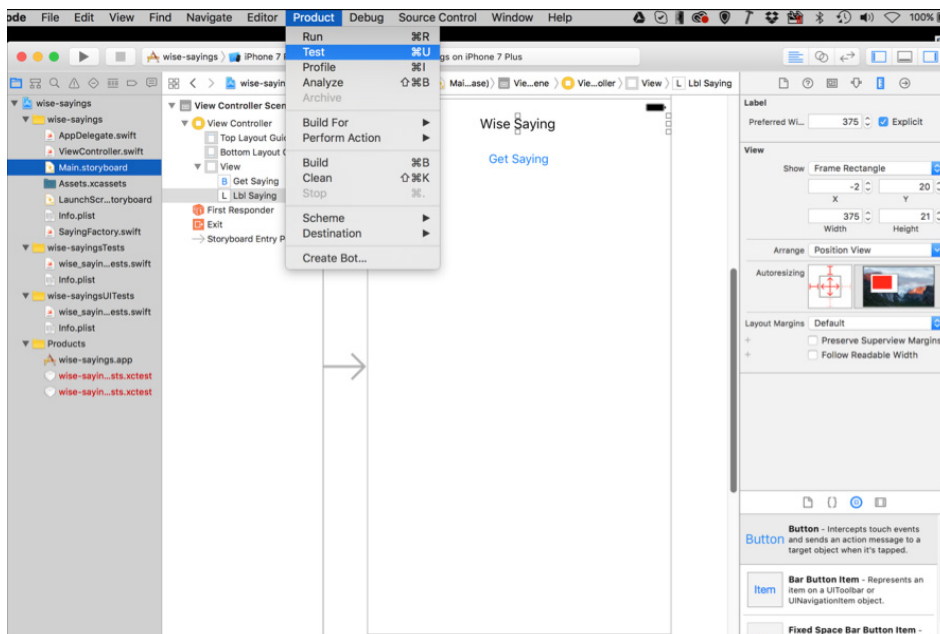 ode File Edit View Find Navigate Editor Product Debug Source Control Window Help 100%
wise-sayings iPhone 7
gs on iPhone 7 Plus
Run ⌘R
Test ⌘U
Profile ⌘I
Analyze ⇧⌘B
Archive
Build For
Perform Action
Build ⌘B
Clean ⇧⌘K
Stop ⌘.
Scheme
Destination
Create Bot...
wise-sayin
Mai...ase) Vie...ene Vie...oller View L Lbl Saying
wise-sayings
wise-sayings
AppDelegate.swift
ViewController.swift
Main.storyboard
Assets.xcassets
LaunchScr...toryboard
Info.plist
SayingFactory.swift
wise-sayingsTests
wise_sayin...ests.swift
Info.plist
wise-sayingsUITests
wise_sayin...ests.swift
Info.plist
Products
wise-sayings.app
wise-sayin...sts.xctest
wise-sayin...sts.xctest
View Controller Scen
View Controller
Top Layout Guid
Bottom Layout G
View
B Get Saying
L Lbl Saying
First Responder
Exit
Storyboard Entry P
Wise Saying
Get Saying
Label
Preferred Wi... 375 Explicit
View
Show Frame Rectangle
-2 20
X Y
375 21
Width Height
Arrange Position View
Autoresizing
Layout Margins Default
Preserve Superview Margins
Follow Readable Width
Button
Button - Intercepts touch events
and sends an action message to a
target object when it's tapped.
Item
Bar Button Item - Represents an
item on a UIToolbar or
UINavigationItem object.
Fixed Space Bar Button Item -